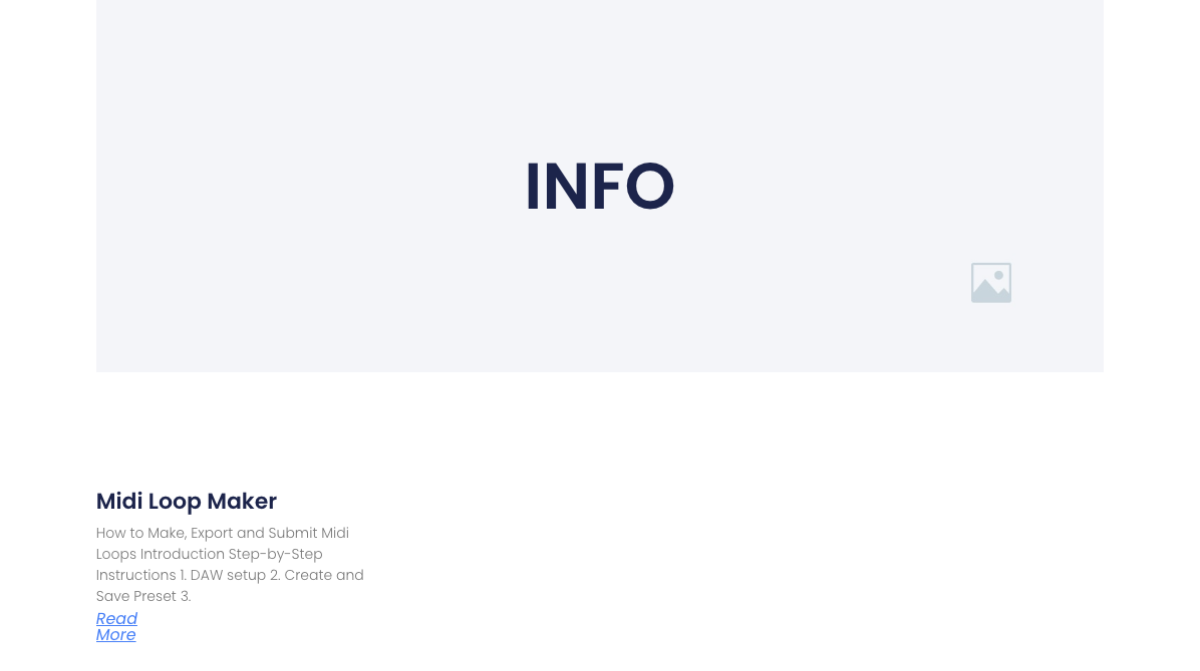 INFO
Midi Loop Maker
How to Make, Export and Submit Midi
Loops Introduction Step-by-Step
Instructions 1. DAW setup 2. Create and
Save Preset 3.
Read
More